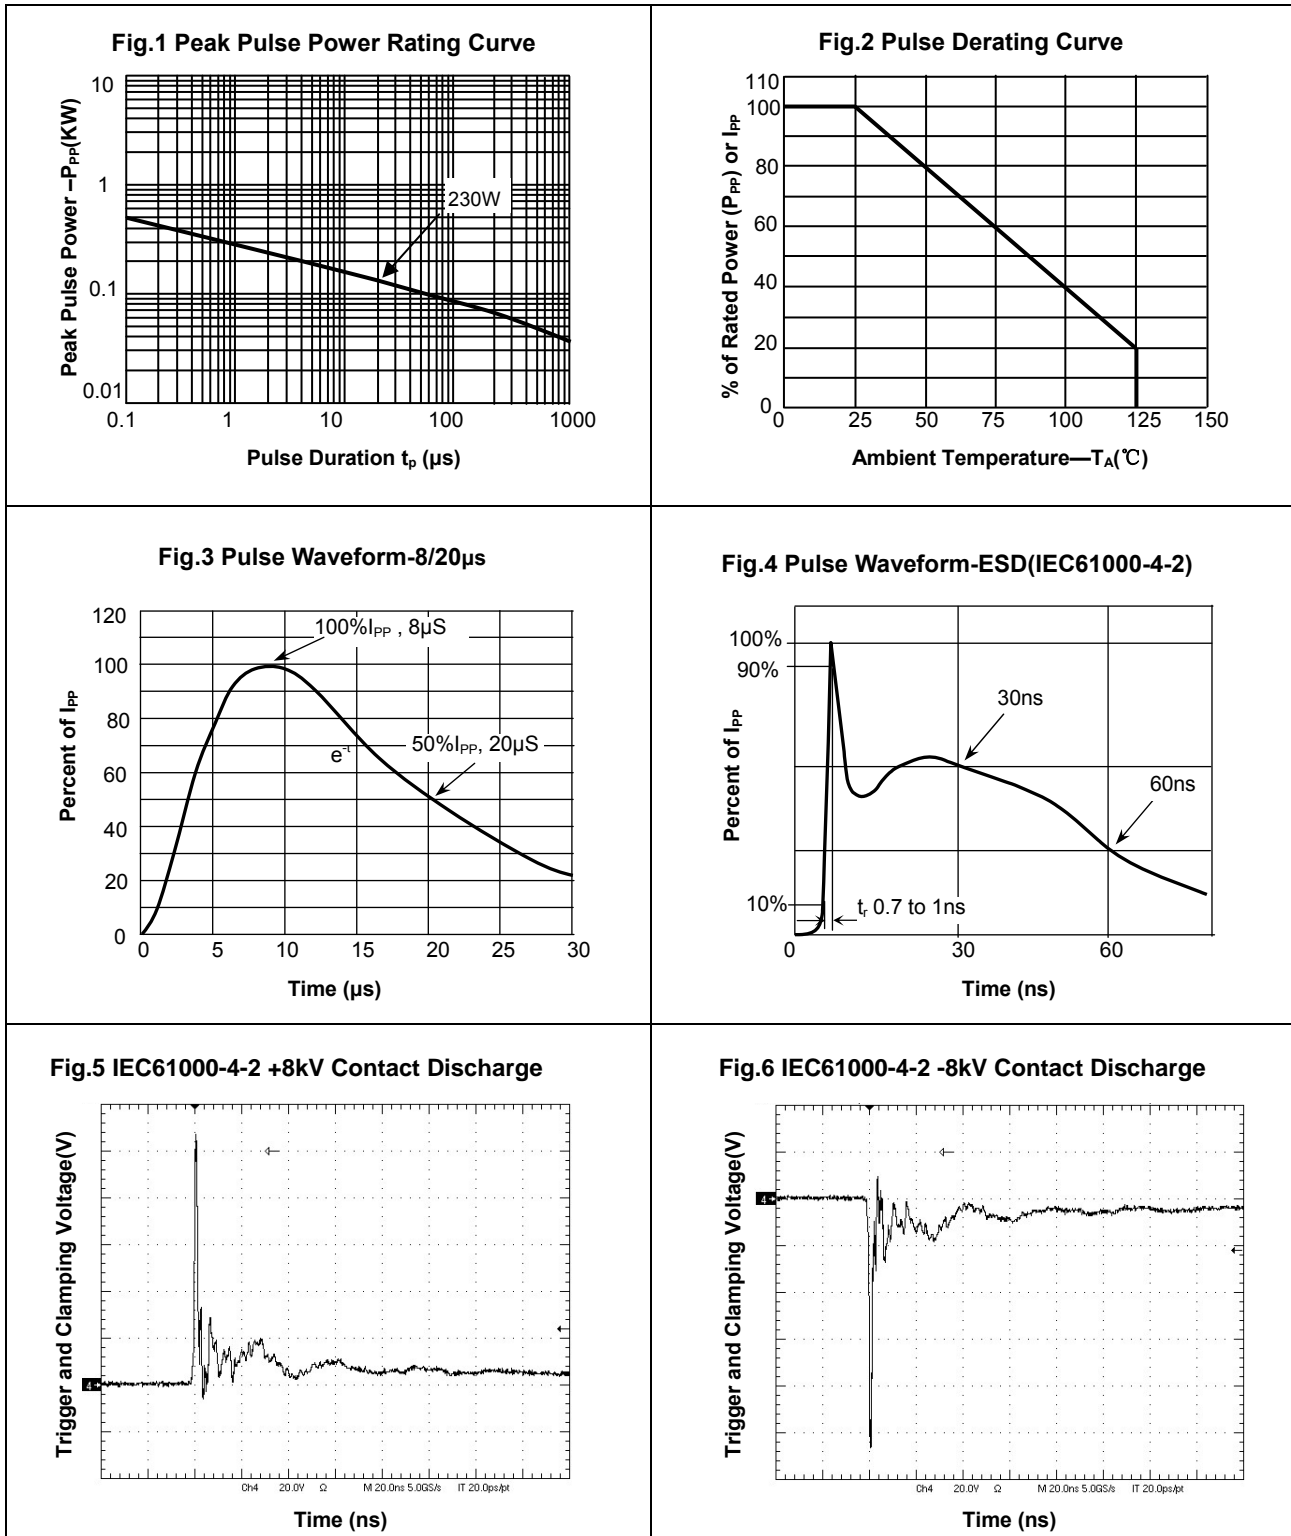 Fig.1 Peak Pulse Power Rating Curve
Peak Pulse Power –PPP(KW)
10
1
0.1
0.01
230W
0.1 1 10 100 1000
Pulse Duration tp (µs)
Fig.2 Pulse Derating Curve
% of Rated Power (PPP) or IPP
110
100
80
60
40
20
0
0 25 50 75 100 125 150
Ambient Temperature—TA(℃)
Fig.3 Pulse Waveform-8/20µs
Percent of IPP
120
100
80
60
40
20
0
100%IPP , 8µS
e-t
50%IPP, 20µS
0 5 10 15 20 25 30
Time (µs)
Fig.4 Pulse Waveform-ESD(IEC61000-4-2)
Percent of IPP
100%
90%
10%
30ns
60ns
tr 0.7 to 1ns
0 30 60
Time (ns)
Fig.5 IEC61000-4-2 +8kV Contact Discharge
Trigger and Clamping Voltage(V)
4
Ch4 20.0V Ω M 20.0ns 5.0GS/s IT 20.0ps/pt
Time (ns)
Fig.6 IEC61000-4-2 -8kV Contact Discharge
Trigger and Clamping Voltage(V)
4
Ch4 20.0V Ω M 20.0ns 5.0GS/s IT 20.0ps/pt
Time (ns)